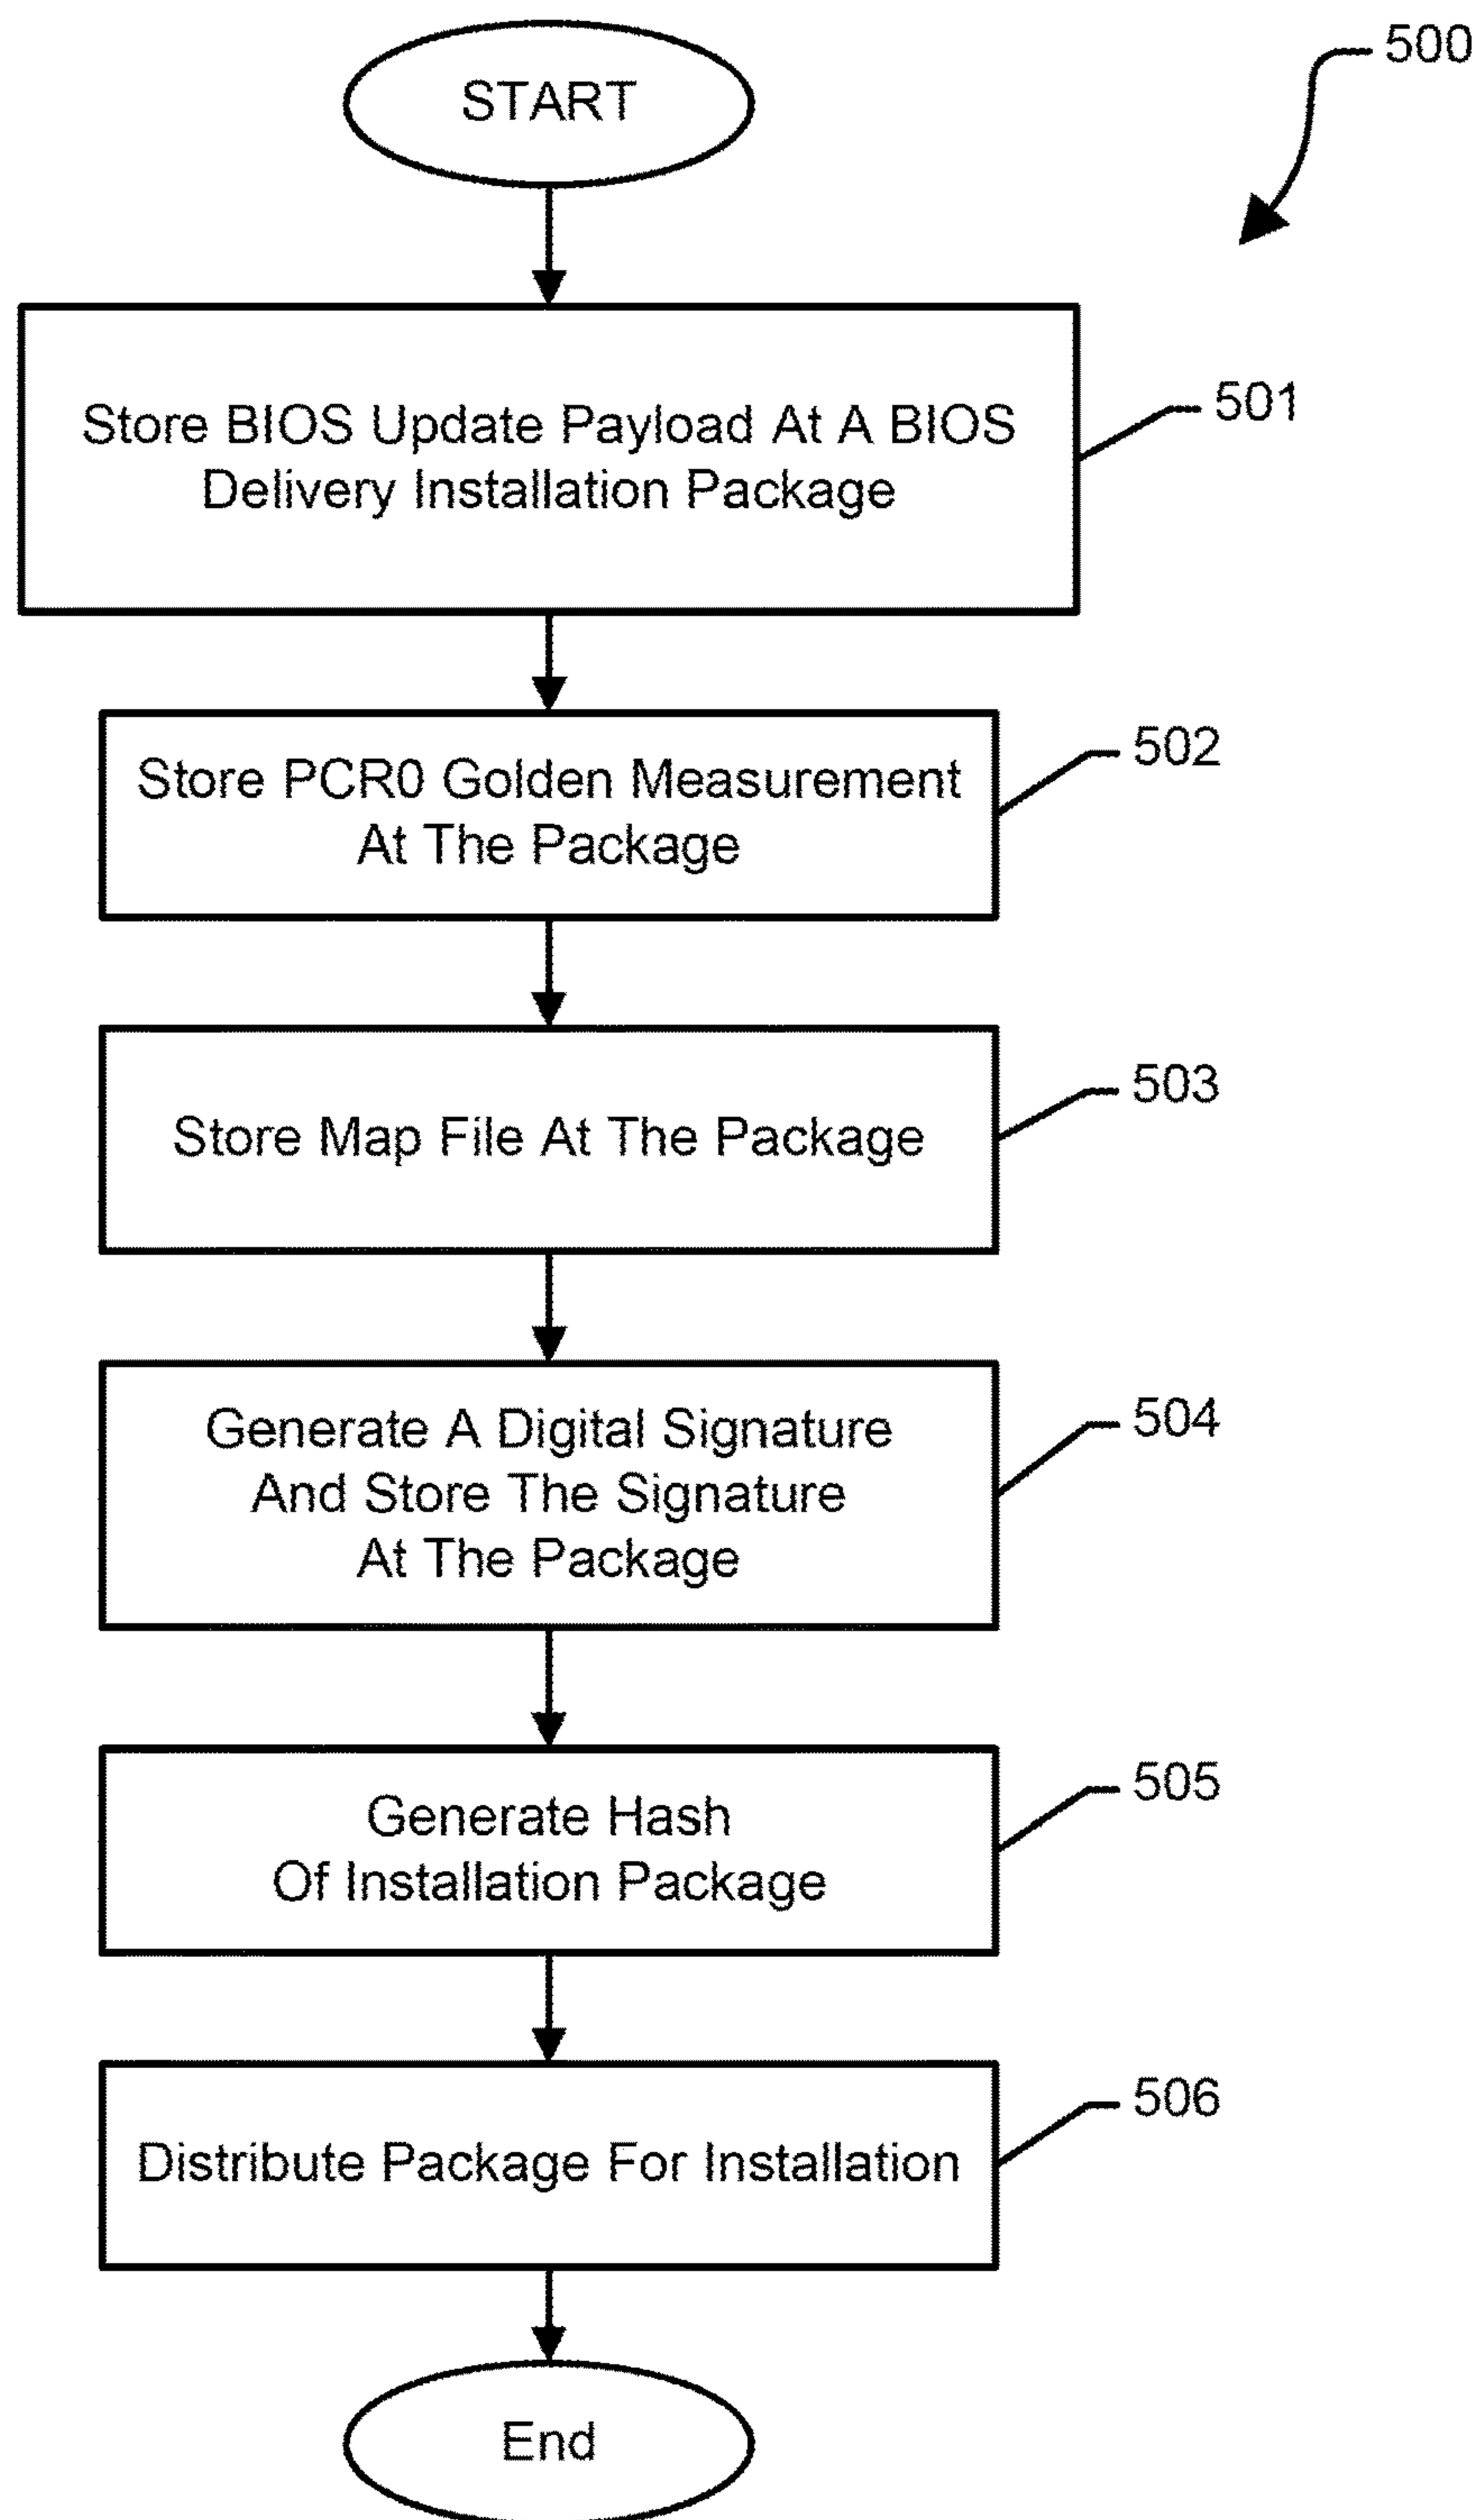 START
500
Store BIOS Update Payload At A BIOS
Delivery Installation Package
501
Store PCR0 Golden Measurement
At The Package
502
Store Map File At The Package
503
Generate A Digital Signature
And Store The Signature
At The Package
504
Generate Hash
Of Installation Package
505
Distribute Package For Installation
506
End